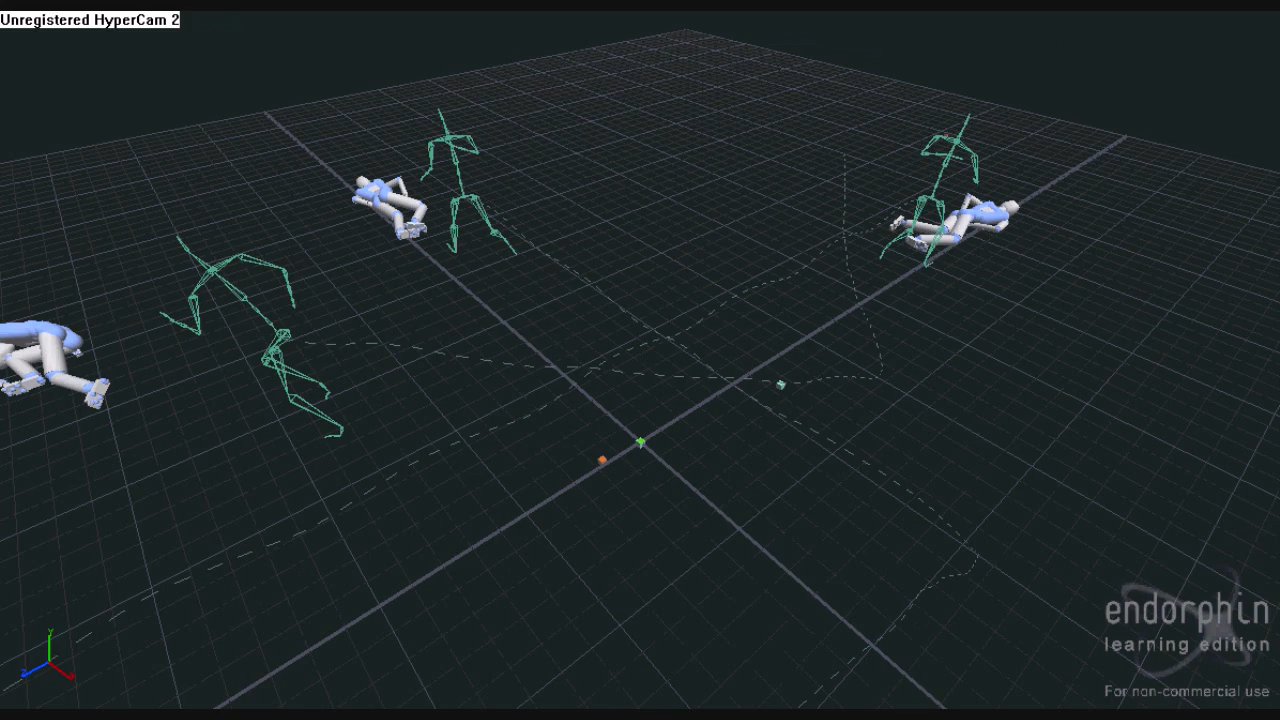 Unregistered HyperCam 2
endorphin
learning edition
For non-commercial use
Y
Z